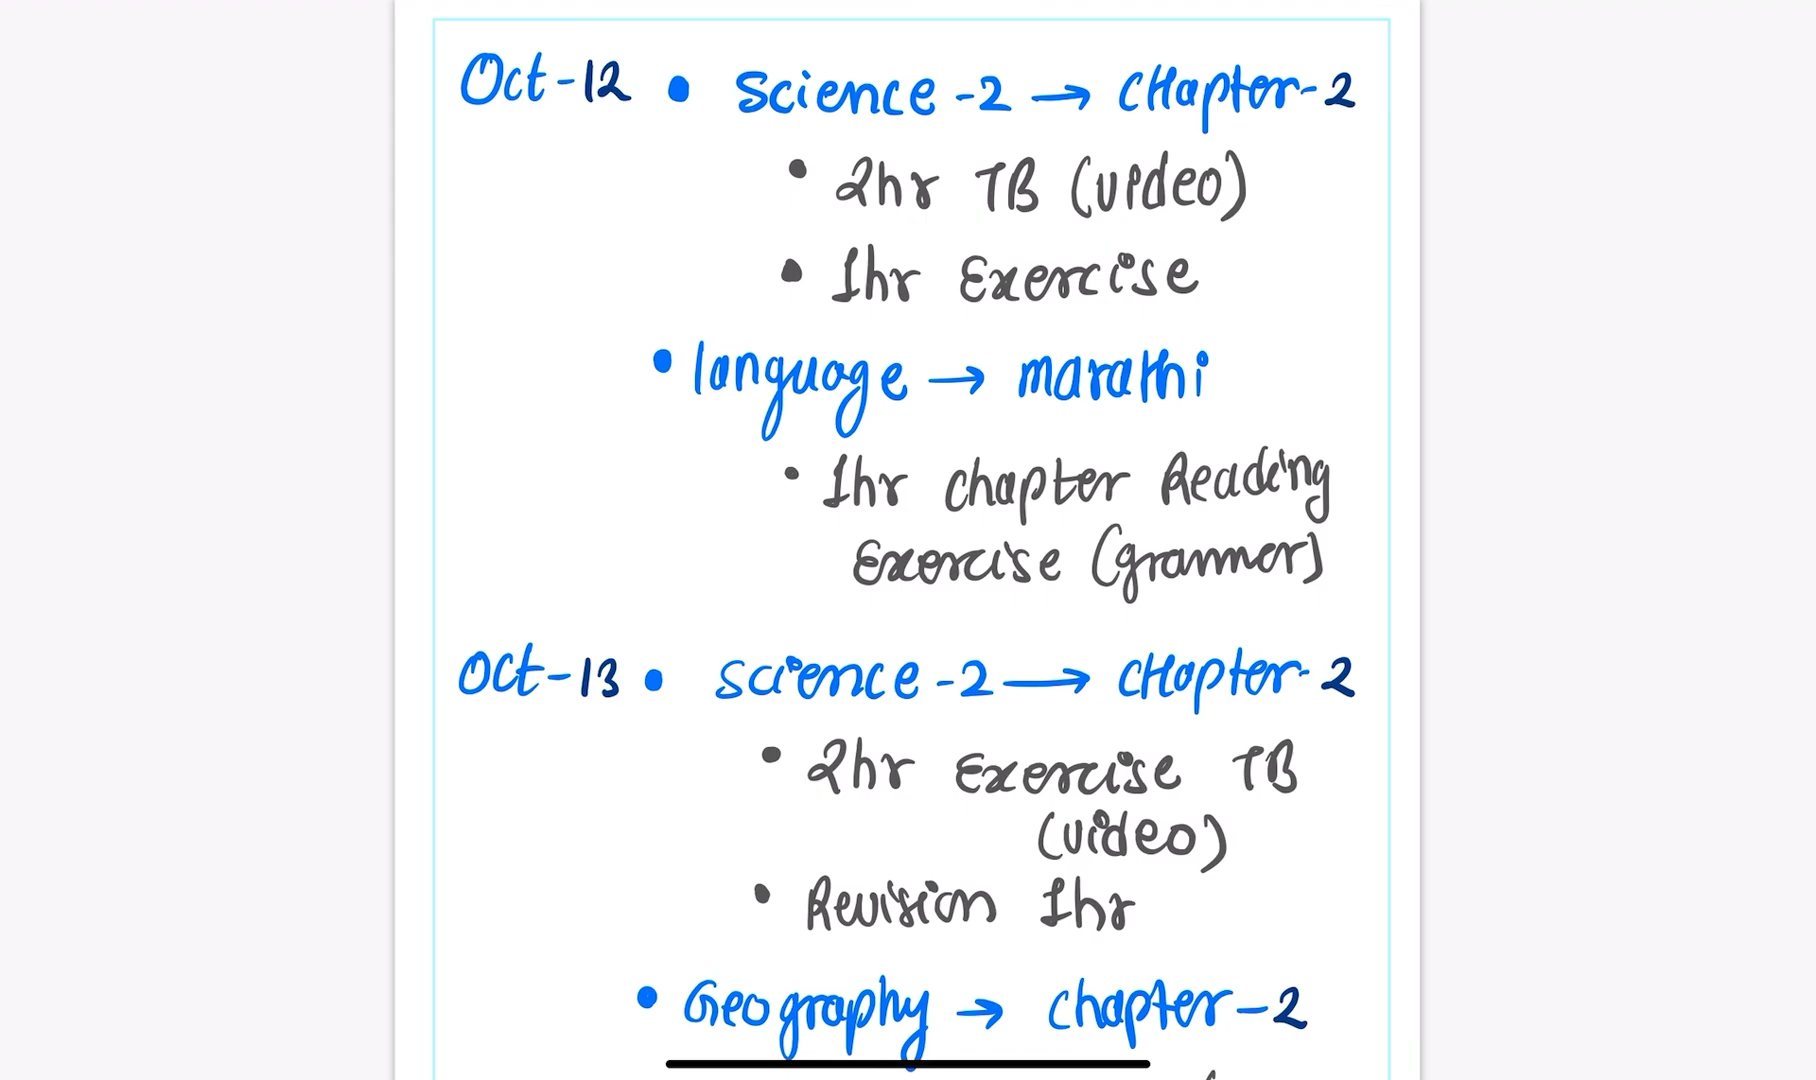 Oct-12 • Science-2 → Chapter-2
• 2hr TB (video)
• 1hr Exercise
• language → marathi
• 1hr chapter Reading
Exercise (grammer)
Oct-13 • Science-2 → Chapter-2
• 2hr Exercise TB
(video)
• Revision 1hr
• Geography → chapter-2